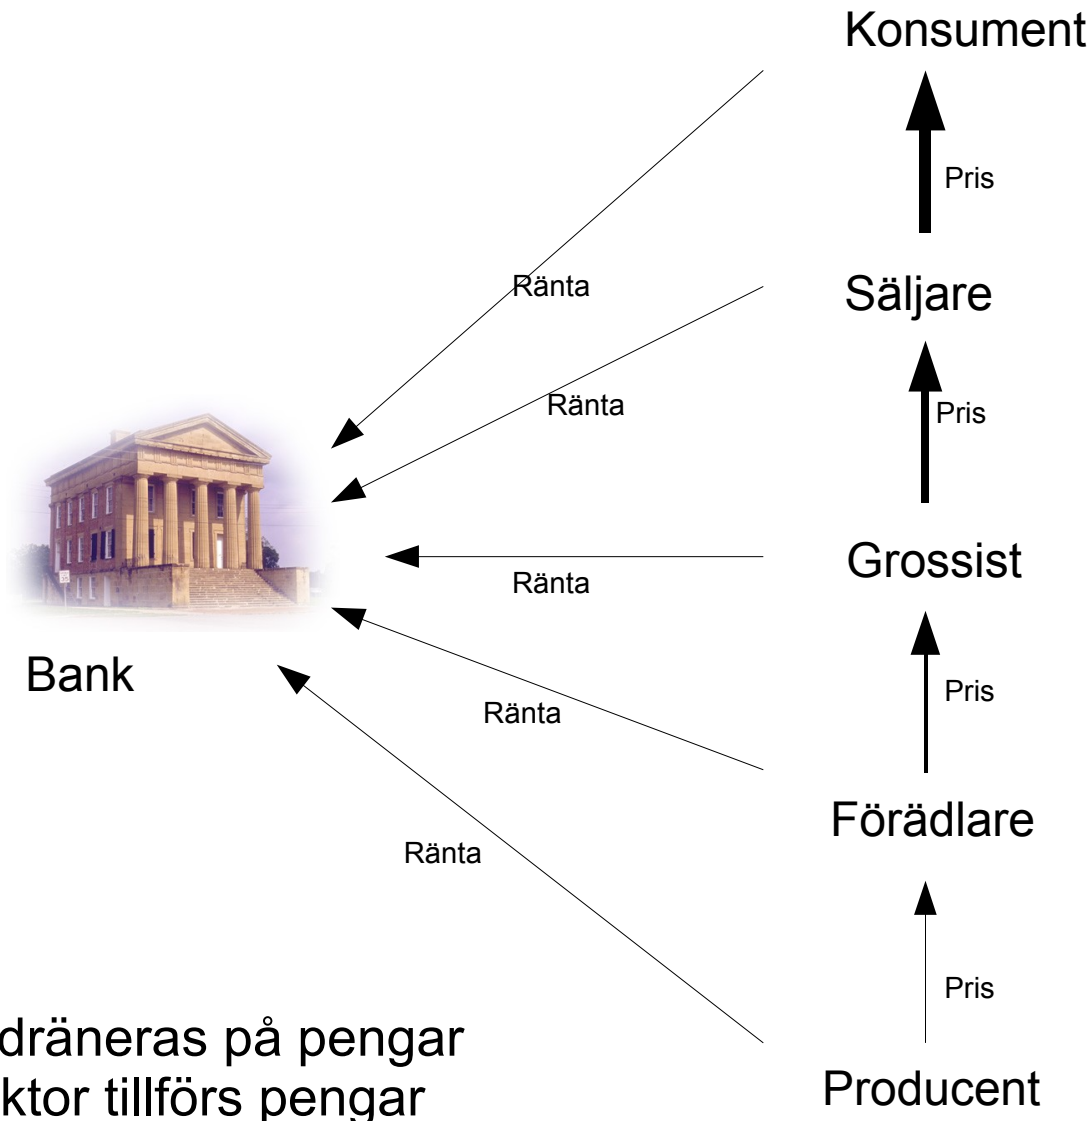 Konsument
Pris
Ränta
Säljare
Ränta
Pris
Grossist
Ränta
Bank
Ränta
Pris
Förädlare
Ränta
Pris
dräneras på pengar
ktor tillförs pengar
Producent